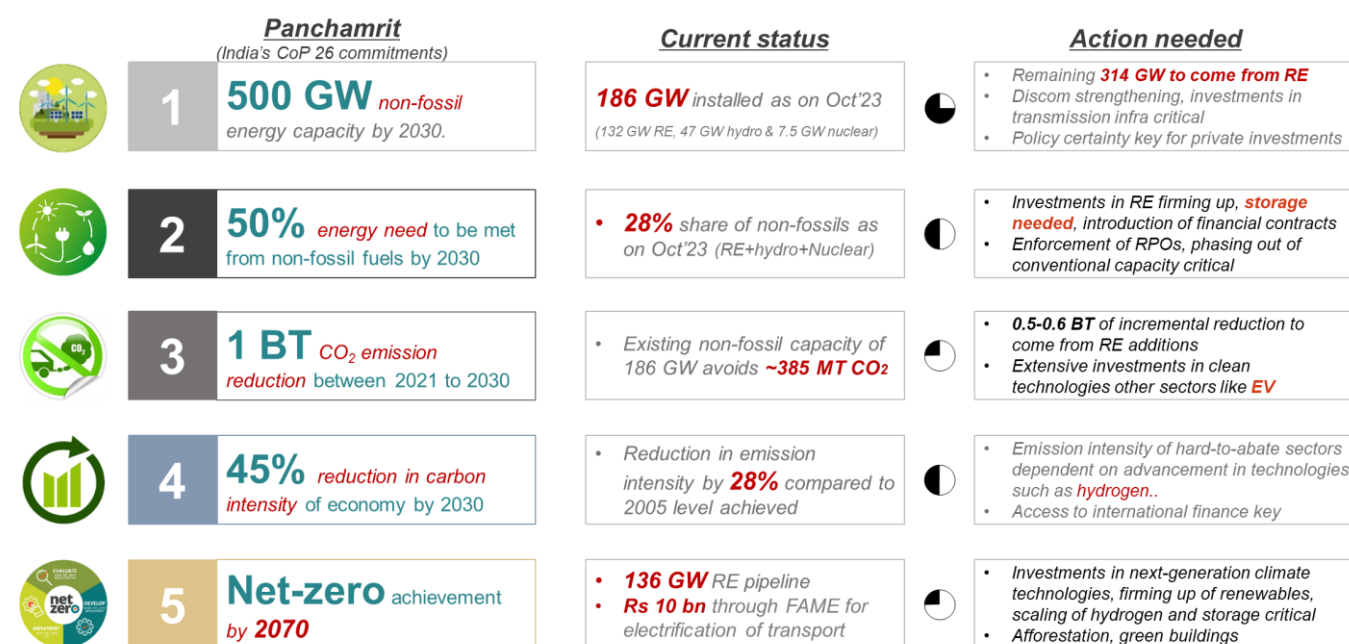 Panchamrit
(India's CoP 26 commitments)
Current status
Action needed
1
500 GW non-fossil
energy capacity by 2030.
186 GW installed as on Oct'23
(132 GW RE, 47 GW hydro & 7.5 GW nuclear)
• Remaining 314 GW to come from RE
• Discom strengthening, investments in
transmission infra critical
• Policy certainty key for private investments
2
50% energy need to be met
from non-fossil fuels by 2030
• 28% share of non-fossils as
on Oct'23 (RE+hydro+Nuclear)
• Investments in RE firming up, storage
needed, introduction of financial contracts
• Enforcement of RPOs, phasing out of
conventional capacity critical
CO2
3
1 BT CO2 emission
reduction between 2021 to 2030
• Existing non-fossil capacity of
186 GW avoids ~385 MT CO2
• 0.5-0.6 BT of incremental reduction to
come from RE additions
• Extensive investments in clean
technologies other sectors like EV
4
45% reduction in carbon
intensity of economy by 2030
• Reduction in emission
intensity by 28% compared to
2005 level achieved
• Emission intensity of hard-to-abate sectors
dependent on advancement in technologies
such as hydrogen..
• Access to international finance key
EVALUATE
DEVELOP
net
zero
5
Net-zero achievement
by 2070
• 136 GW RE pipeline
• Rs 10 bn through FAME for
electrification of transport
• Investments in next-generation climate
technologies, firming up of renewables,
scaling of hydrogen and storage critical
• Afforestation, green buildings